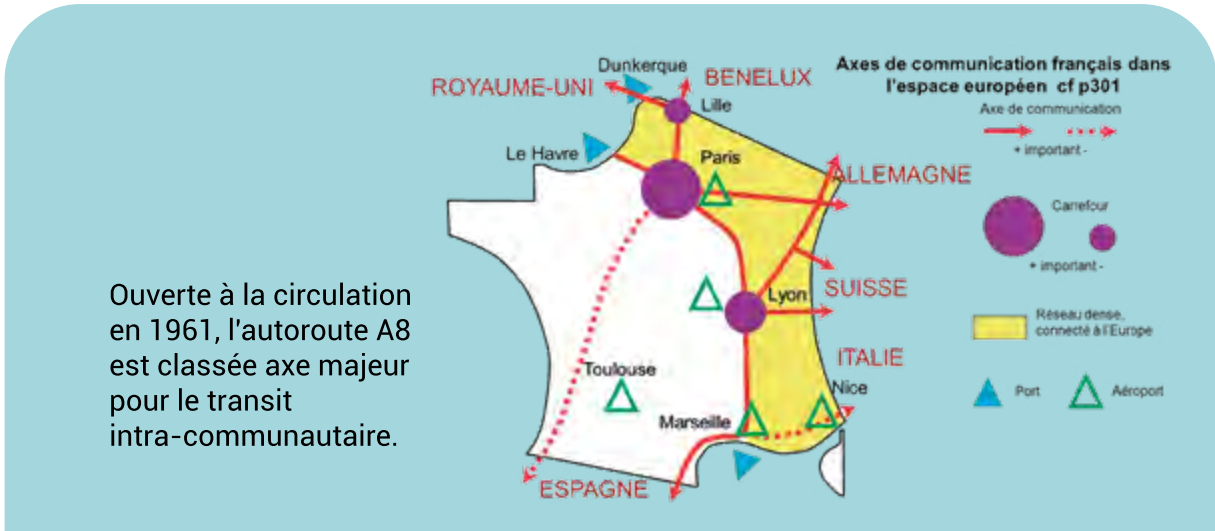 Ouverte à la circulation
en 1961, l'autoroute A8
est classée axe majeur
pour le transit
intra-communautaire.
Axes de communication français dans
l'espace européen cf p301
Axe de communication
+ important -
Carrefour
+ important -
Réseau dense,
connecté à l'Europe
Port
Aéroport
Dunkerque
ROYAUME-UNI
BENELUX
Lille
Le Havre
Paris
ALLEMAGNE
Lyon
SUISSE
ITALIE
Toulouse
Nice
Marseille
ESPAGNE